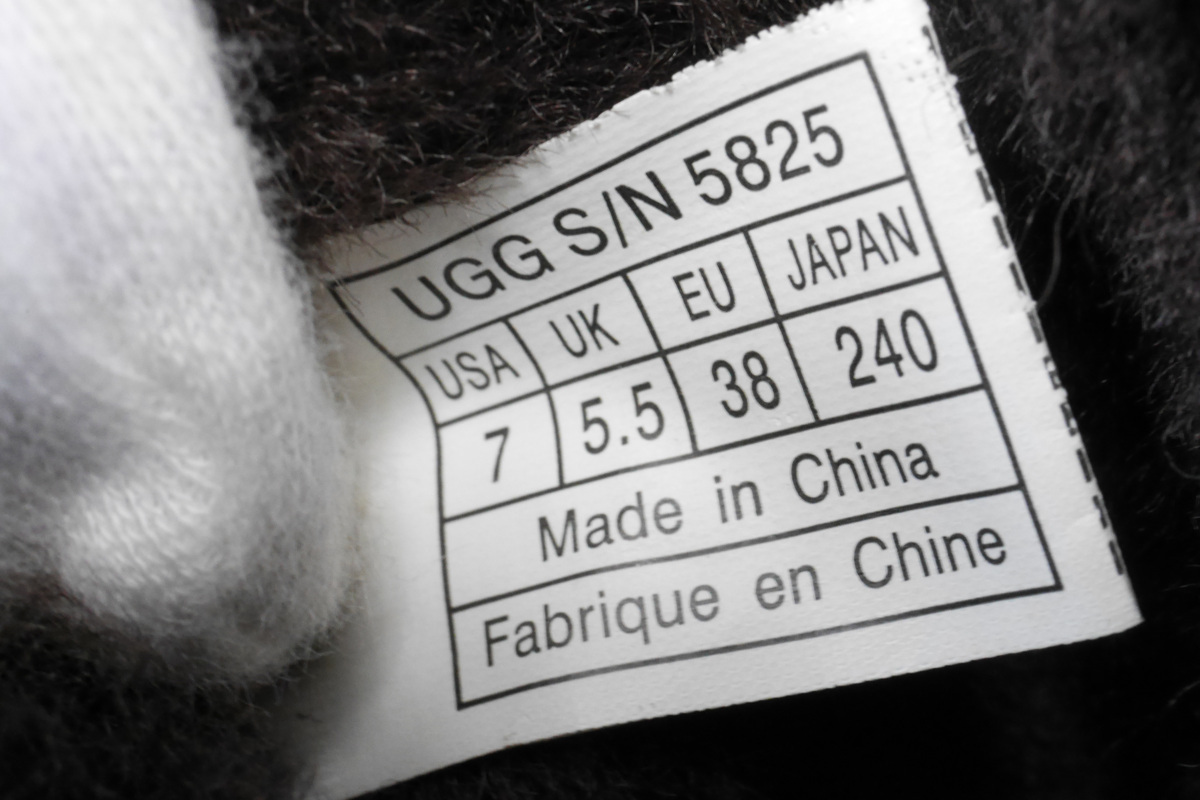 UGG S/N 5825
USA UK EU JAPAN
7 5.5 38 240
Made in China
Fabrique en Chine